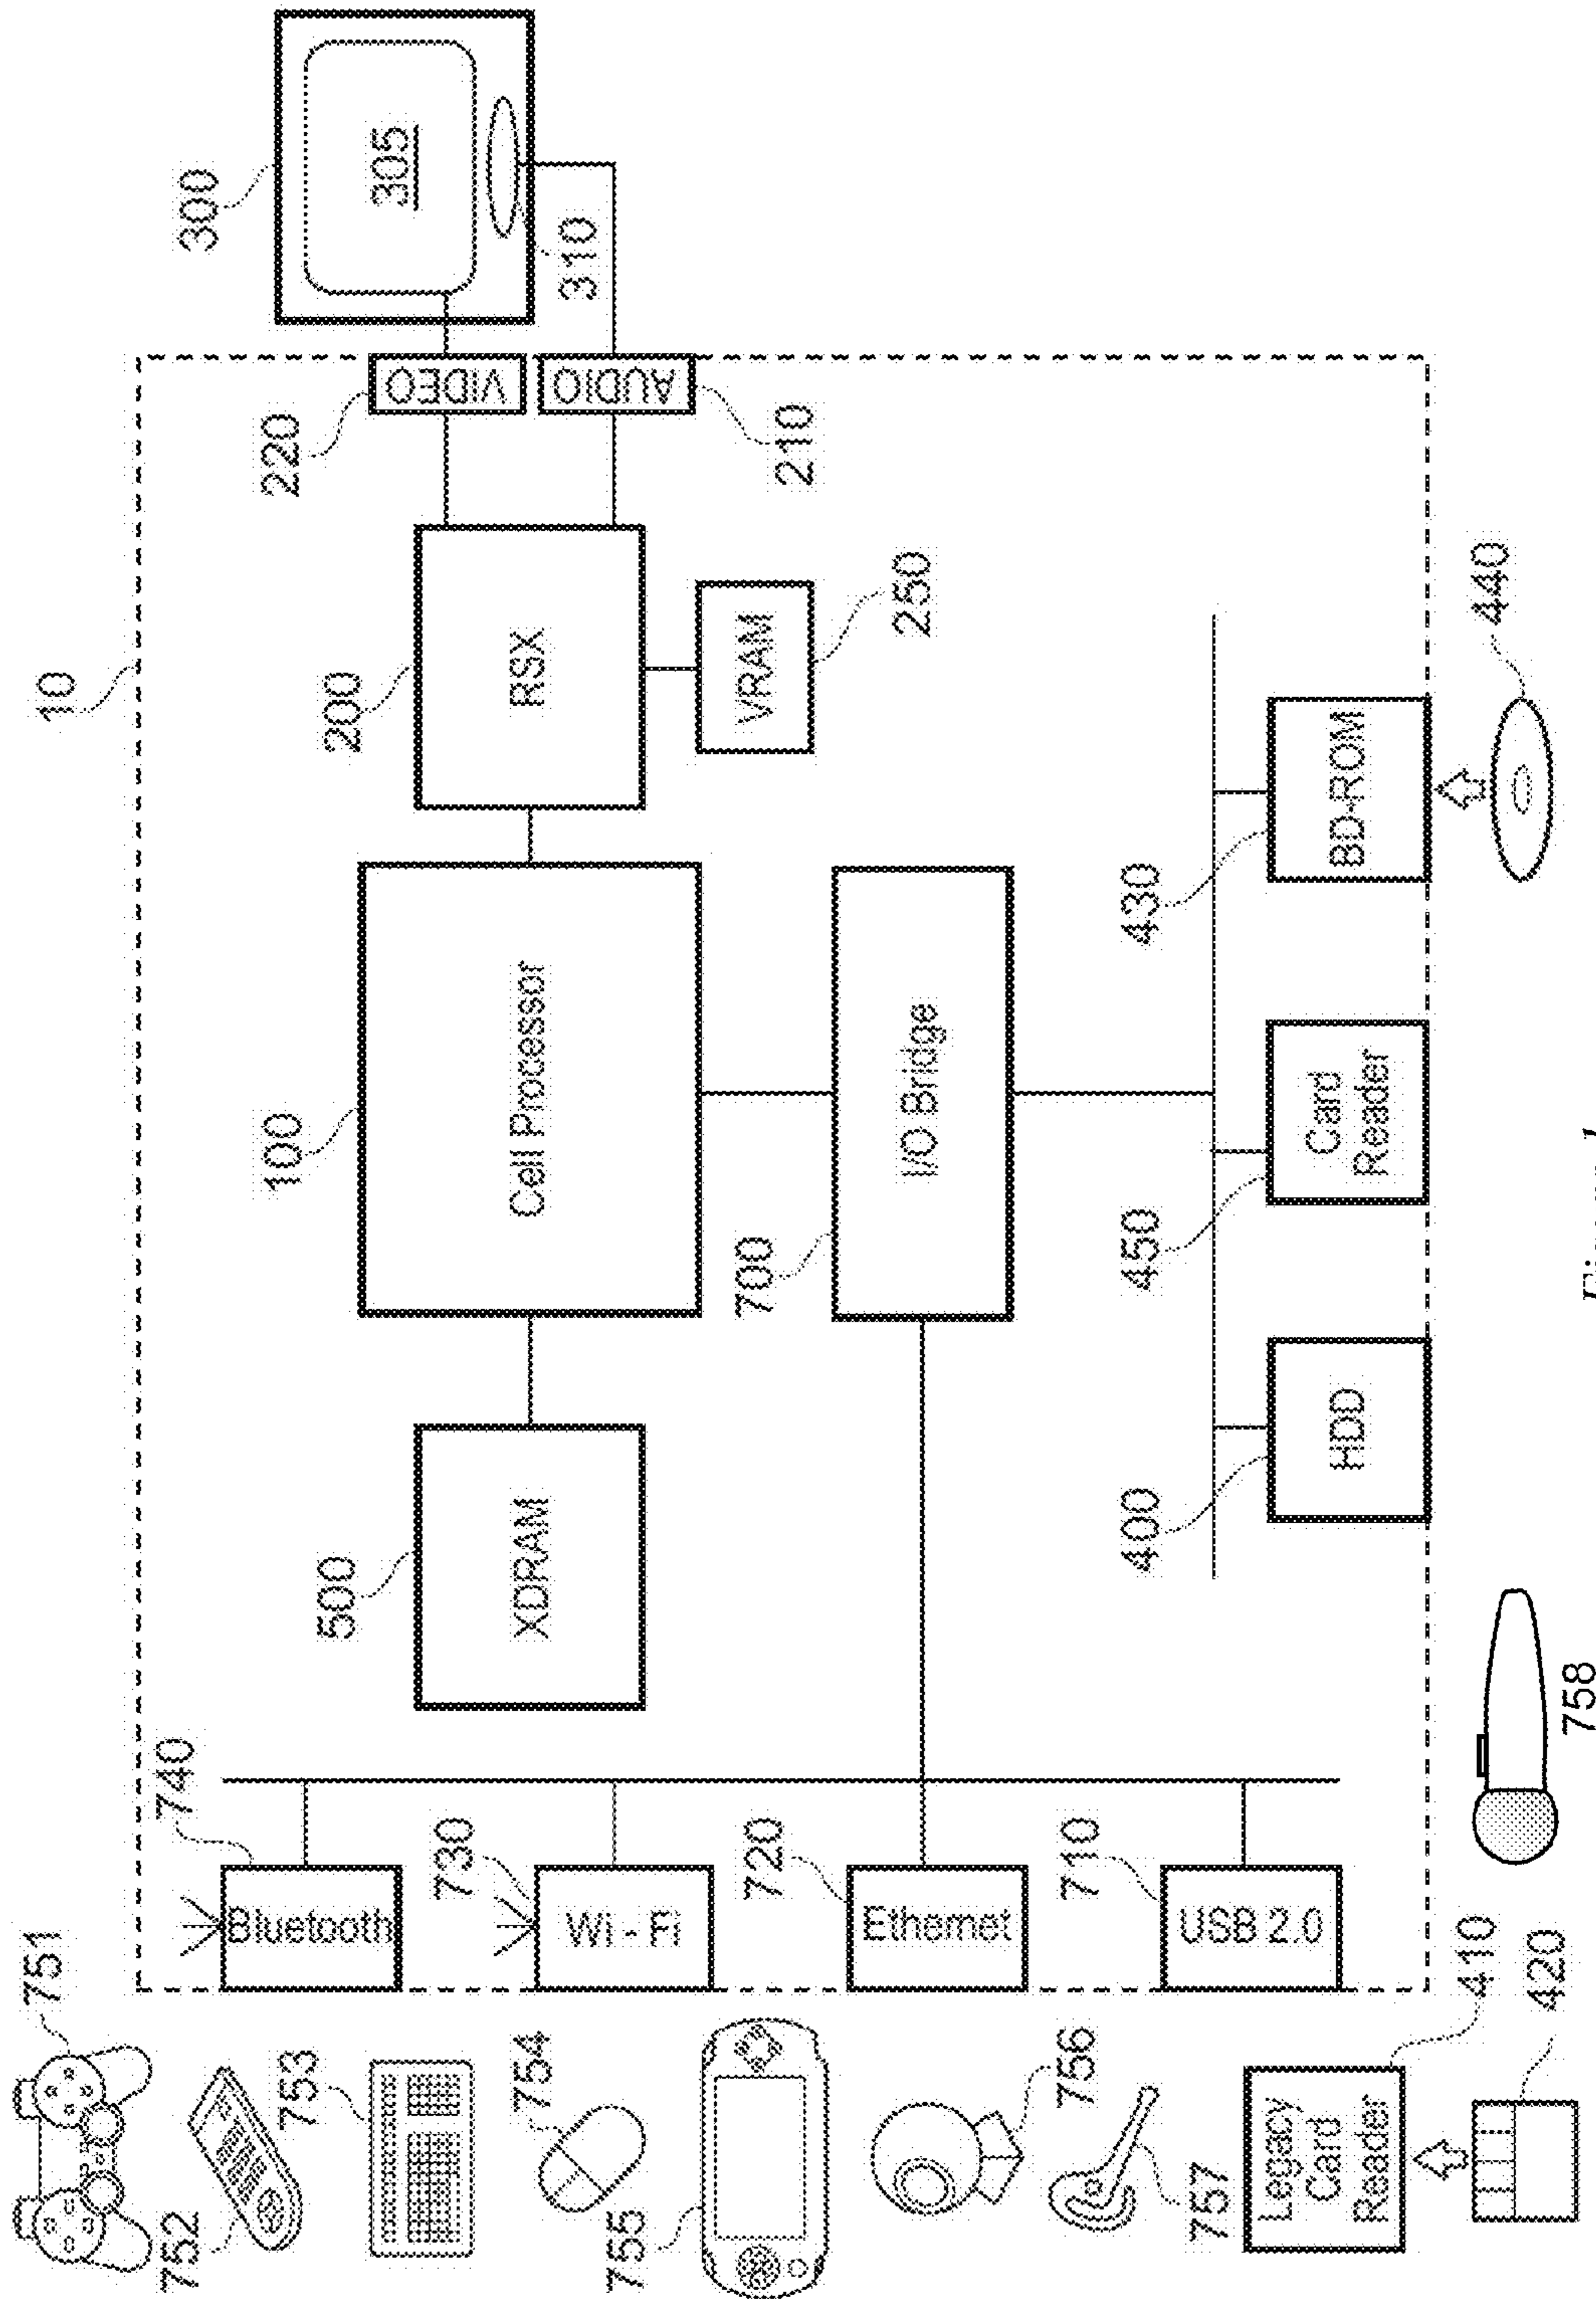 10
300
305
310
220
VIDEO
AUDIO
210
200
RSX
VRAM
250
100
Cell Processor
500
XDRAM
700
I/O Bridge
740
Bluetooth
730
Wi - Fi
720
Ethernet
710
USB 2.0
400
HDD
450
Card
Reader
430
BD-ROM
440
751
752
753
754
755
756
757
758
Legacy
Card
Reader
410
420
Figure 1